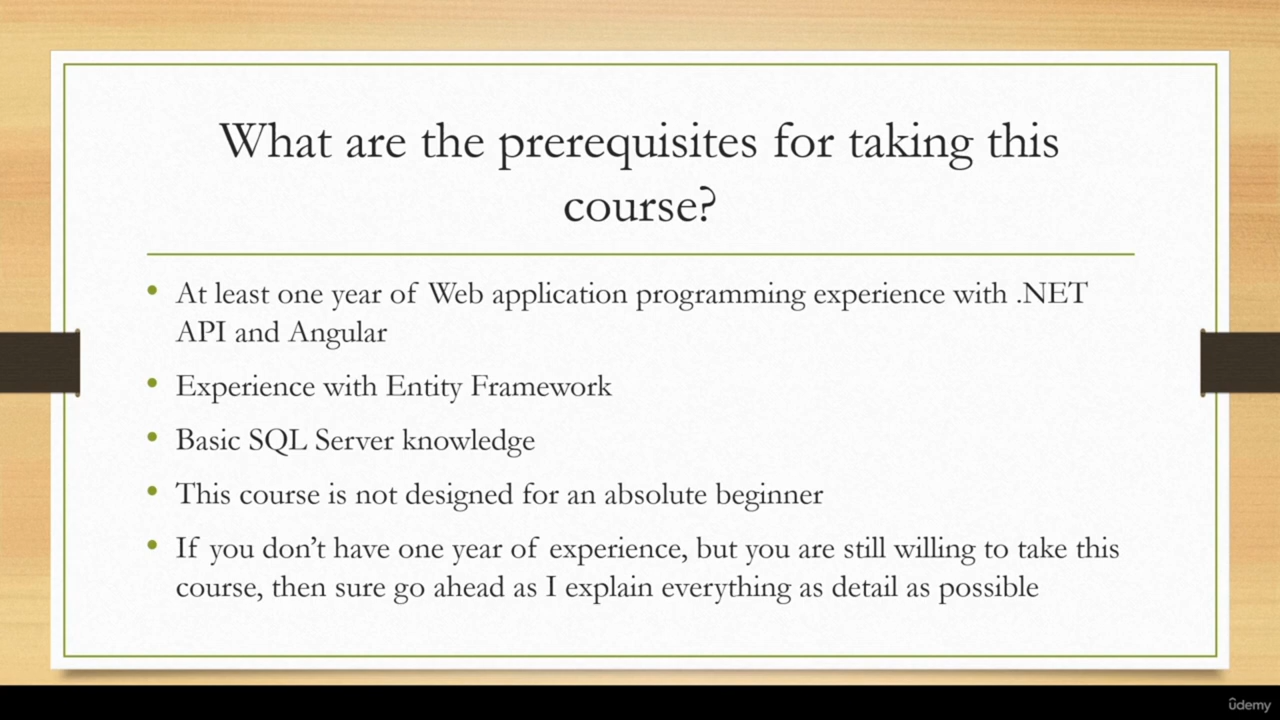 What are the prerequisites for taking this
course?
• At least one year of Web application programming experience with .NET
API and Angular
• Experience with Entity Framework
• Basic SQL Server knowledge
• This course is not designed for an absolute beginner
• If you don’t have one year of experience, but you are still willing to take this
course, then sure go ahead as I explain everything as detail as possible
ûdemy